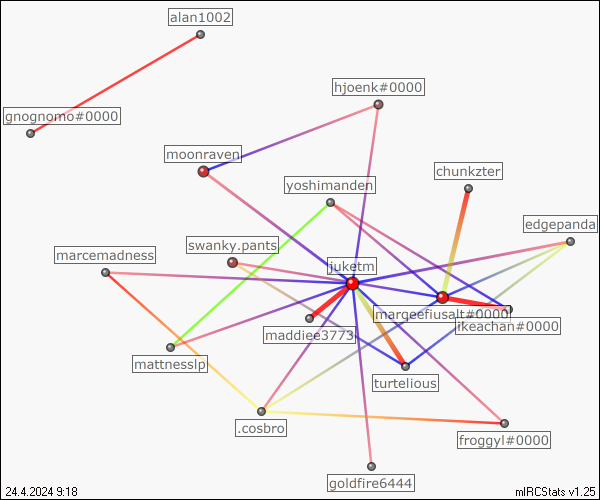 alan1002
gnognomo#0000
hjoenk#0000
moonraven
chunkzter
yoshimanden
edgepanda
swanky.pants
marcemadness
juketm
margeefiusalt#0000
ikeachan#0000
maddiee3773
mattnesslp
turtelious
.cosbro
froggyl#0000
goldfire6444
24.4.2024 9:18
mIRCStats v1.25